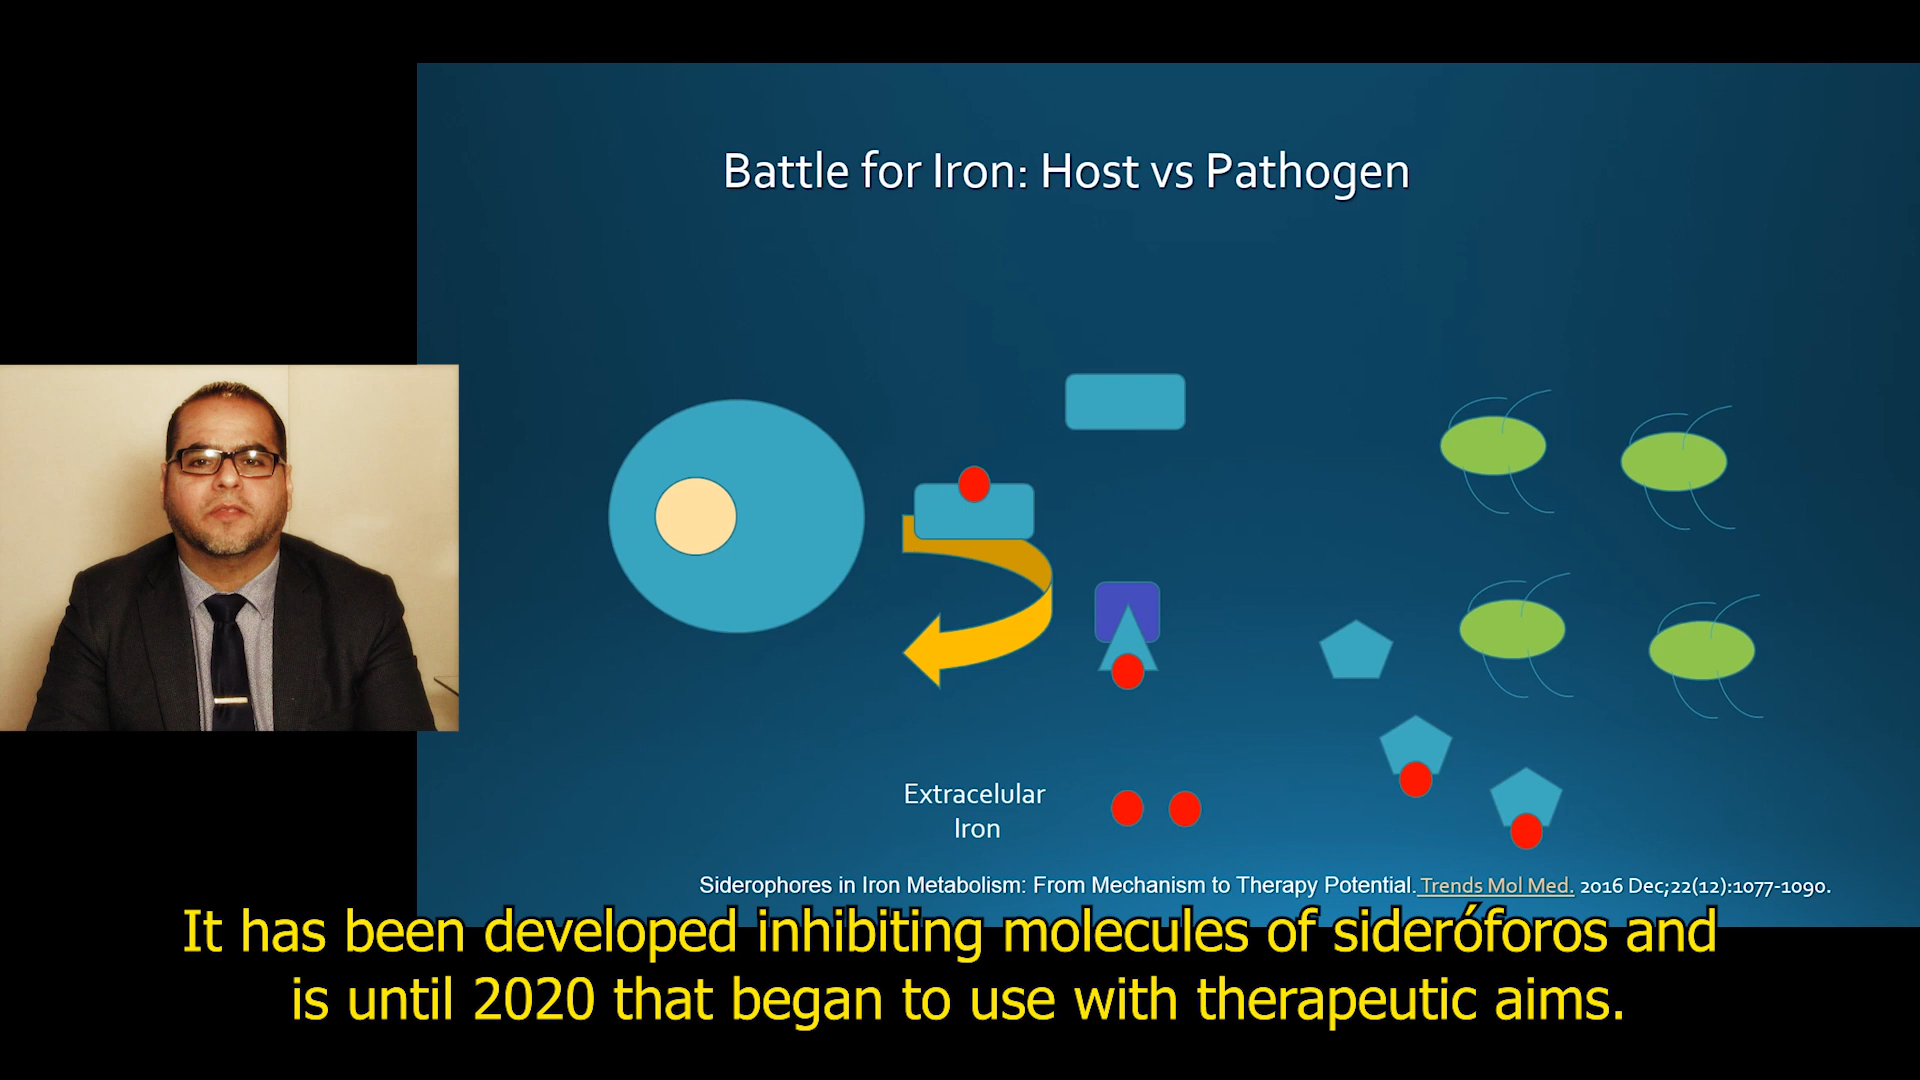 Battle for Iron: Host vs Pathogen
Extracelular
Iron
Siderophores in Iron Metabolism: From Mechanism to Therapy Potential. Trends Mol Med. 2016 Dec;22(12):1077-1090.
It has been developed inhibiting molecules of sideróforos and
is until 2020 that began to use with therapeutic aims.